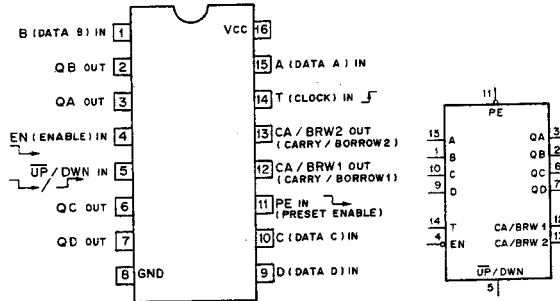 B (DATA B) IN 1
QB OUT 2
QA OUT 3
EN (ENABLE) IN 4
UP/DWN IN 5
QC OUT 6
QD OUT 7
8 GND
VCC 16
15 A (DATA A) IN
14 T (CLOCK) IN
13 CA/BRW2 OUT
(CARRY/BORROW2)
12 CA/BRW1 OUT
(CARRY/BORROW1)
11 PE IN
(PRESET ENABLE)
10 C (DATA C) IN
9 D (DATA D) IN
11
PE
15 A QA 3
1 B QB 2
10 C QC 6
9 D QD 7
14 T CA/BRW 1 12
4 EN CA/BRW 2 13
UP/DWN
5